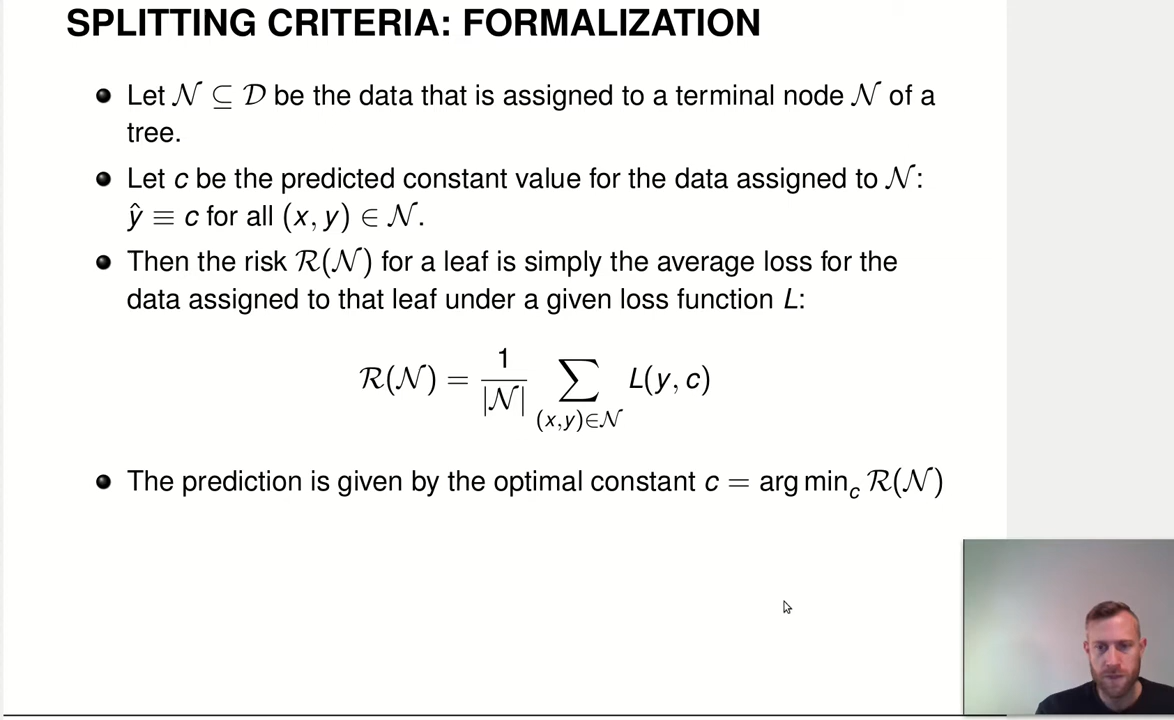 SPLITTING CRITERIA: FORMALIZATION
Let 𝒩 ⊆ 𝒟 be the data that is assigned to a terminal node 𝒩 of a
tree.
Let c be the predicted constant value for the data assigned to 𝒩:
ŷ ≡ c for all (x, y) ∈ 𝒩.
Then the risk ℛ(𝒩) for a leaf is simply the average loss for the
data assigned to that leaf under a given loss function L:
ℛ(𝒩) = 1/|𝒩| ∑_{(x,y)∈𝒩} L(y, c)
The prediction is given by the optimal constant c = arg min_c ℛ(𝒩)